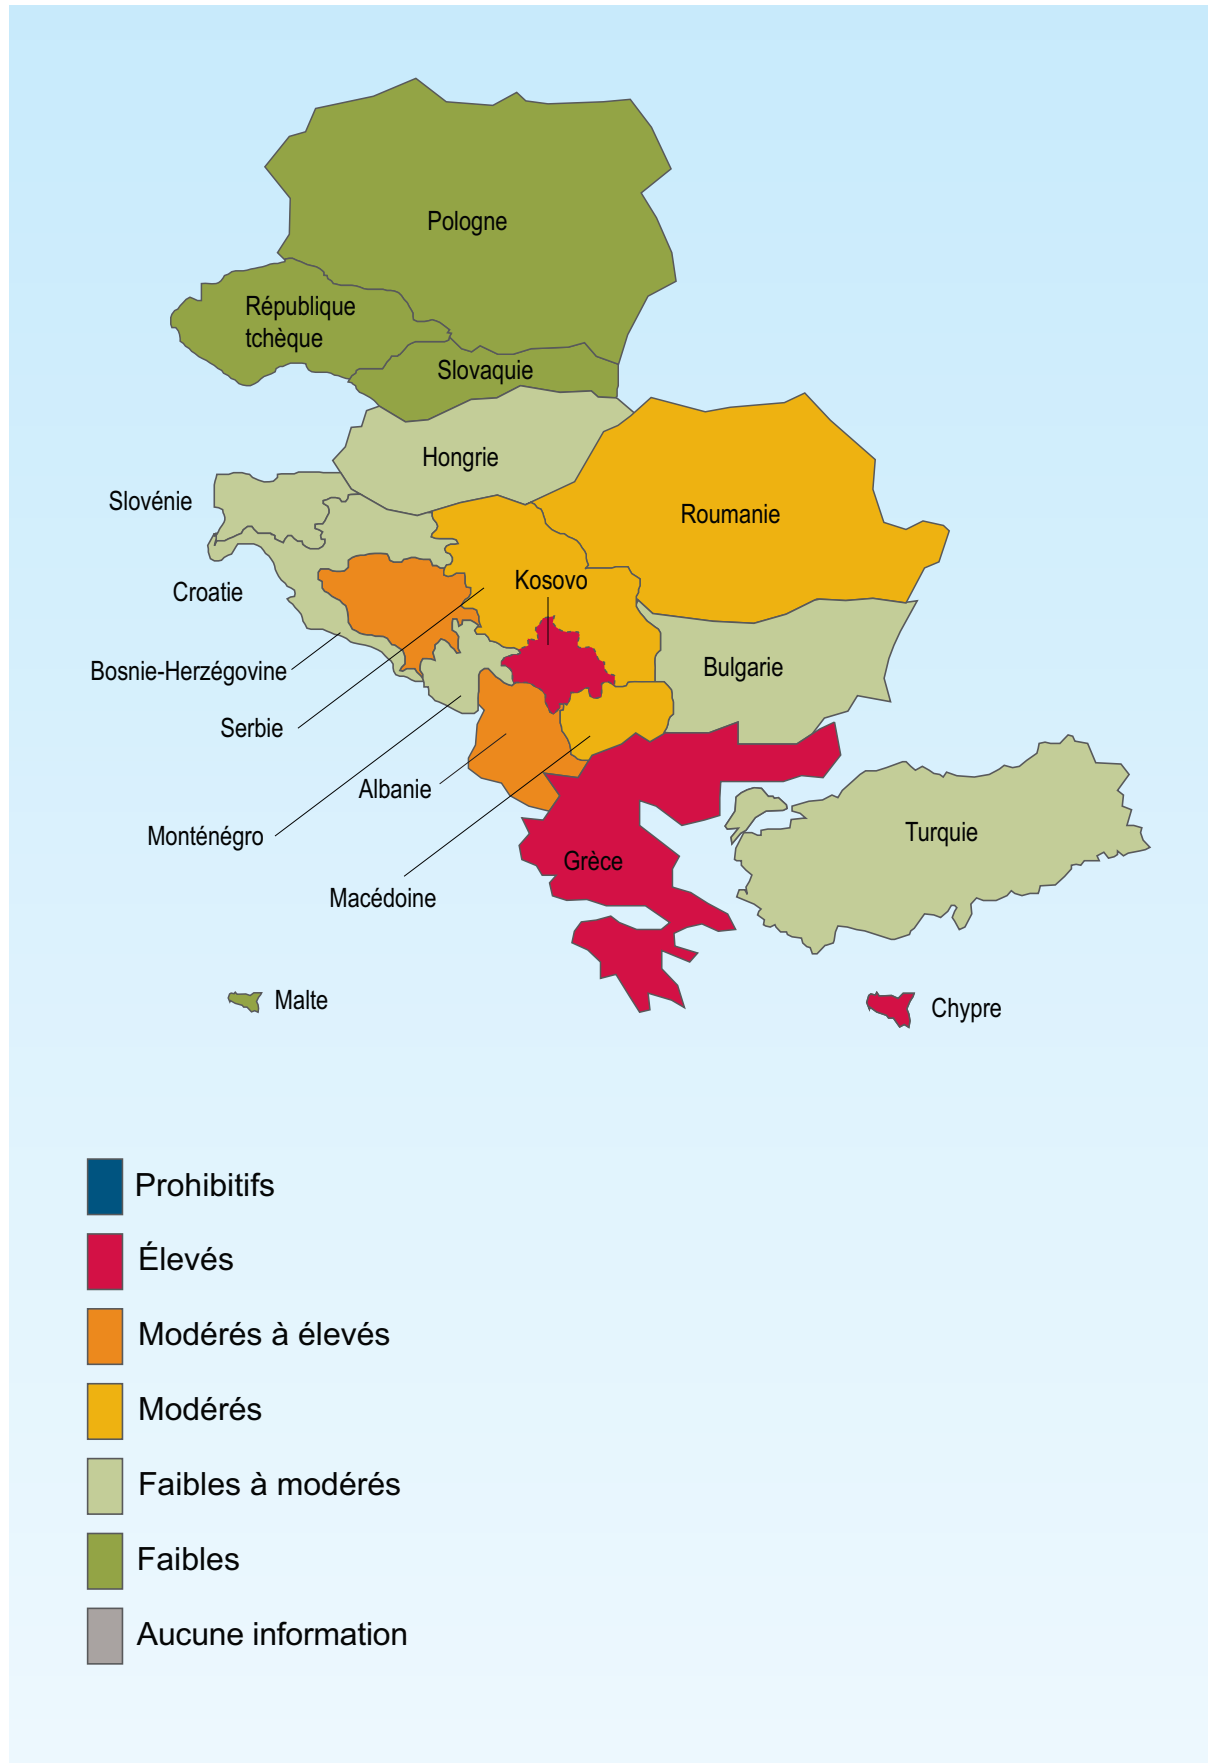 Pologne
République
tchèque
Slovaquie
Hongrie
Slovénie
Roumanie
Kosovo
Croatie
Bosnie-Herzégovine
Bulgarie
Serbie
Albanie
Monténégro
Turquie
Grèce
Macédoine
Malte
Chypre
Prohibitifs
Élevés
Modérés à élevés
Modérés
Faibles à modérés
Faibles
Aucune information